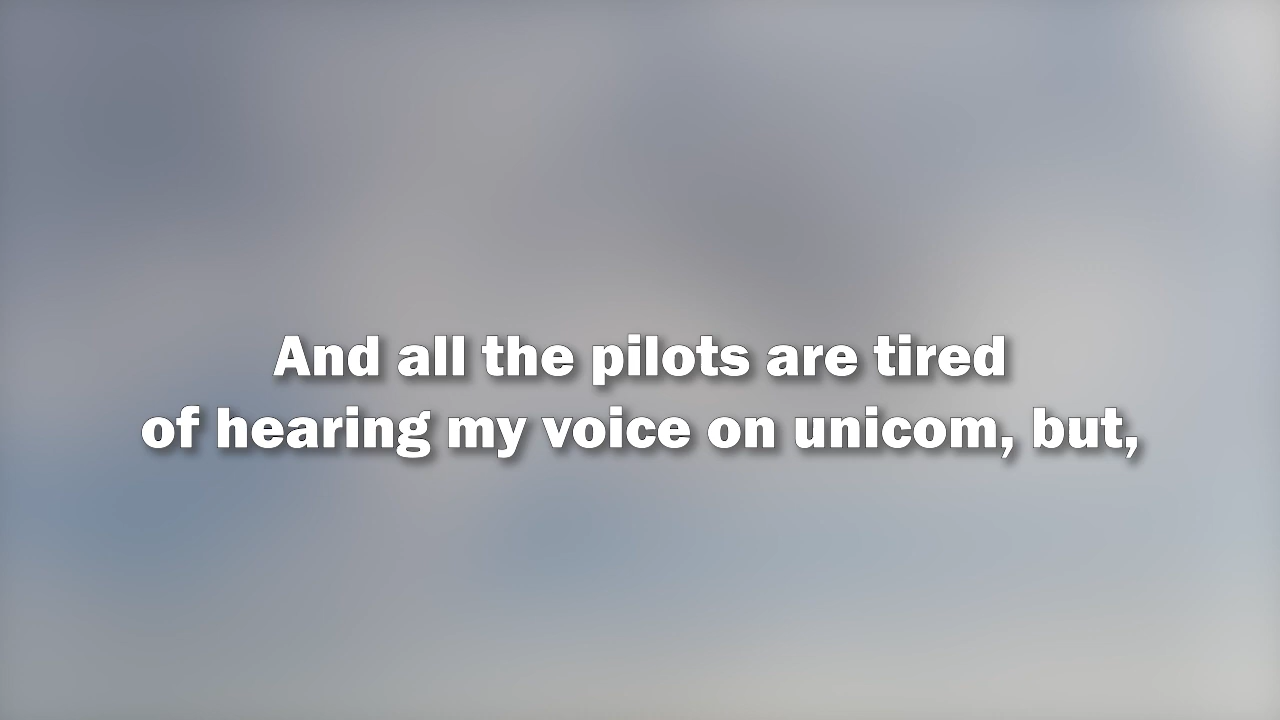 And all the pilots are tired
of hearing my voice on unicom, but,